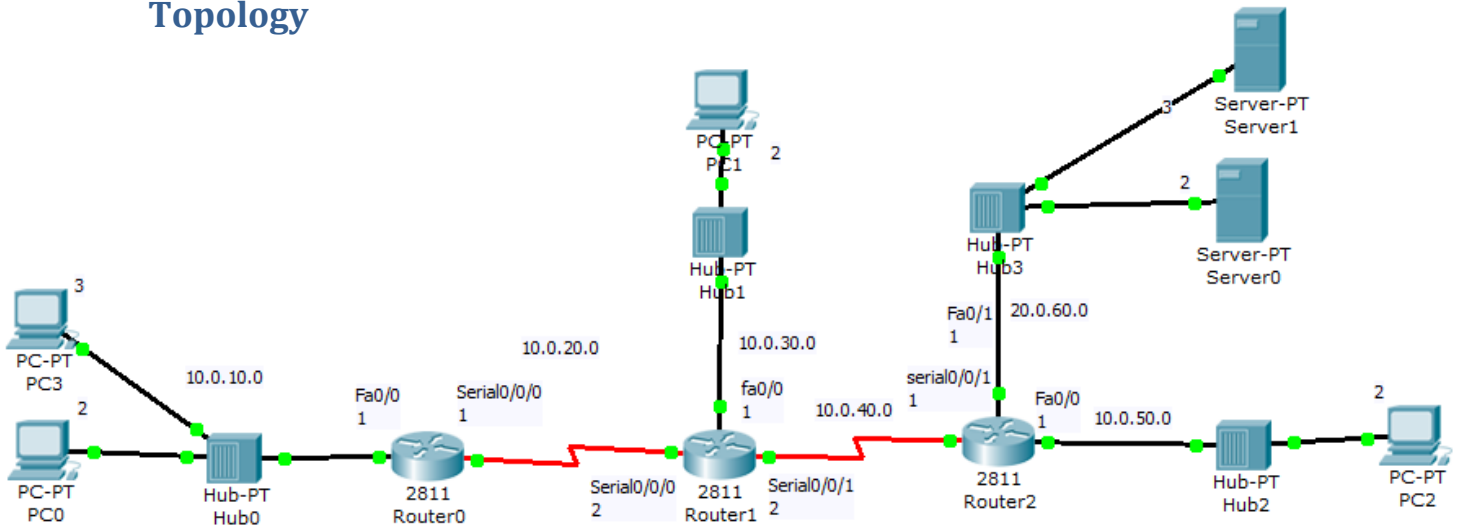 Topology
Server-PT
Server1
3
PC-PT
PC1
2
2
Hub-PT
Hub3
Server-PT
Server0
Hub-PT
Hub1
3
Fa0/1
1
20.0.60.0
PC-PT
PC3
10.0.10.0
10.0.20.0
10.0.30.0
2
Fa0/0
1
Serial0/0/0
1
fa0/0
1
10.0.40.0
serial0/0/1
1
Fa0/0
1
10.0.50.0
2
PC-PT
PC0
Hub-PT
Hub0
2811
Router0
Serial0/0/0
2
2811
Router1
Serial0/0/1
2
2811
Router2
Hub-PT
Hub2
PC-PT
PC2